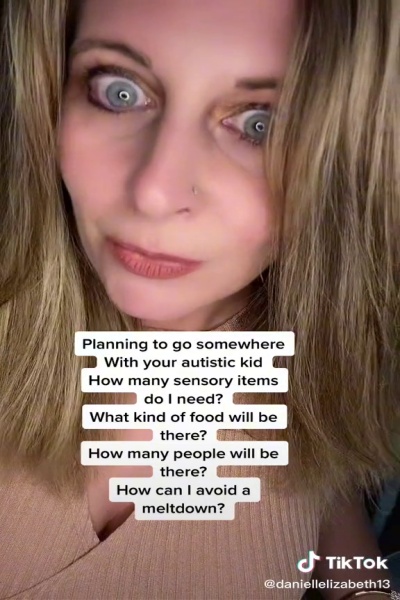 Planning to go somewhere
With your autistic kid
How many sensory items
do I need?
What kind of food will be
there?
How many people will be
there?
How can I avoid a
meltdown?
TikTok
@daniellelizabeth13